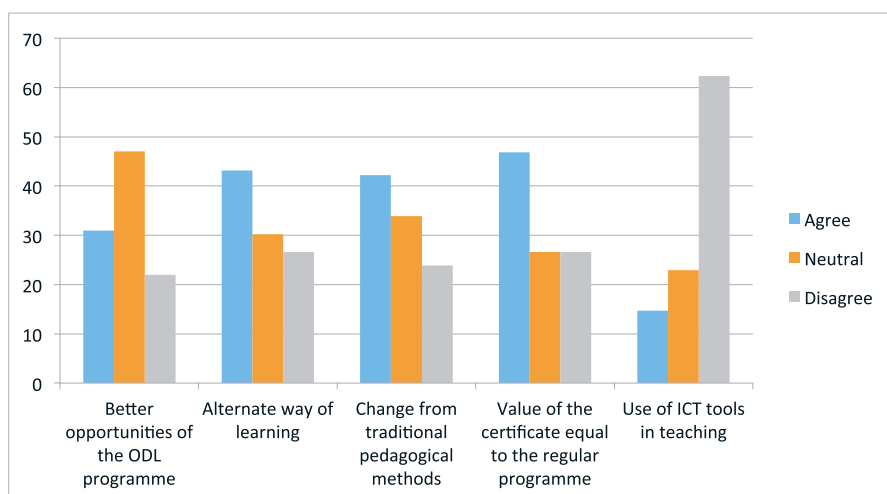 70
60
50
40
30
20
10
0
Better
opportunities of
the ODL
programme
Alternate way of
learning
Change from
traditional
pedagogical
methods
Value of the
certificate equal
to the regular
programme
Use of ICT tools
in teaching
Agree
Neutral
Disagree